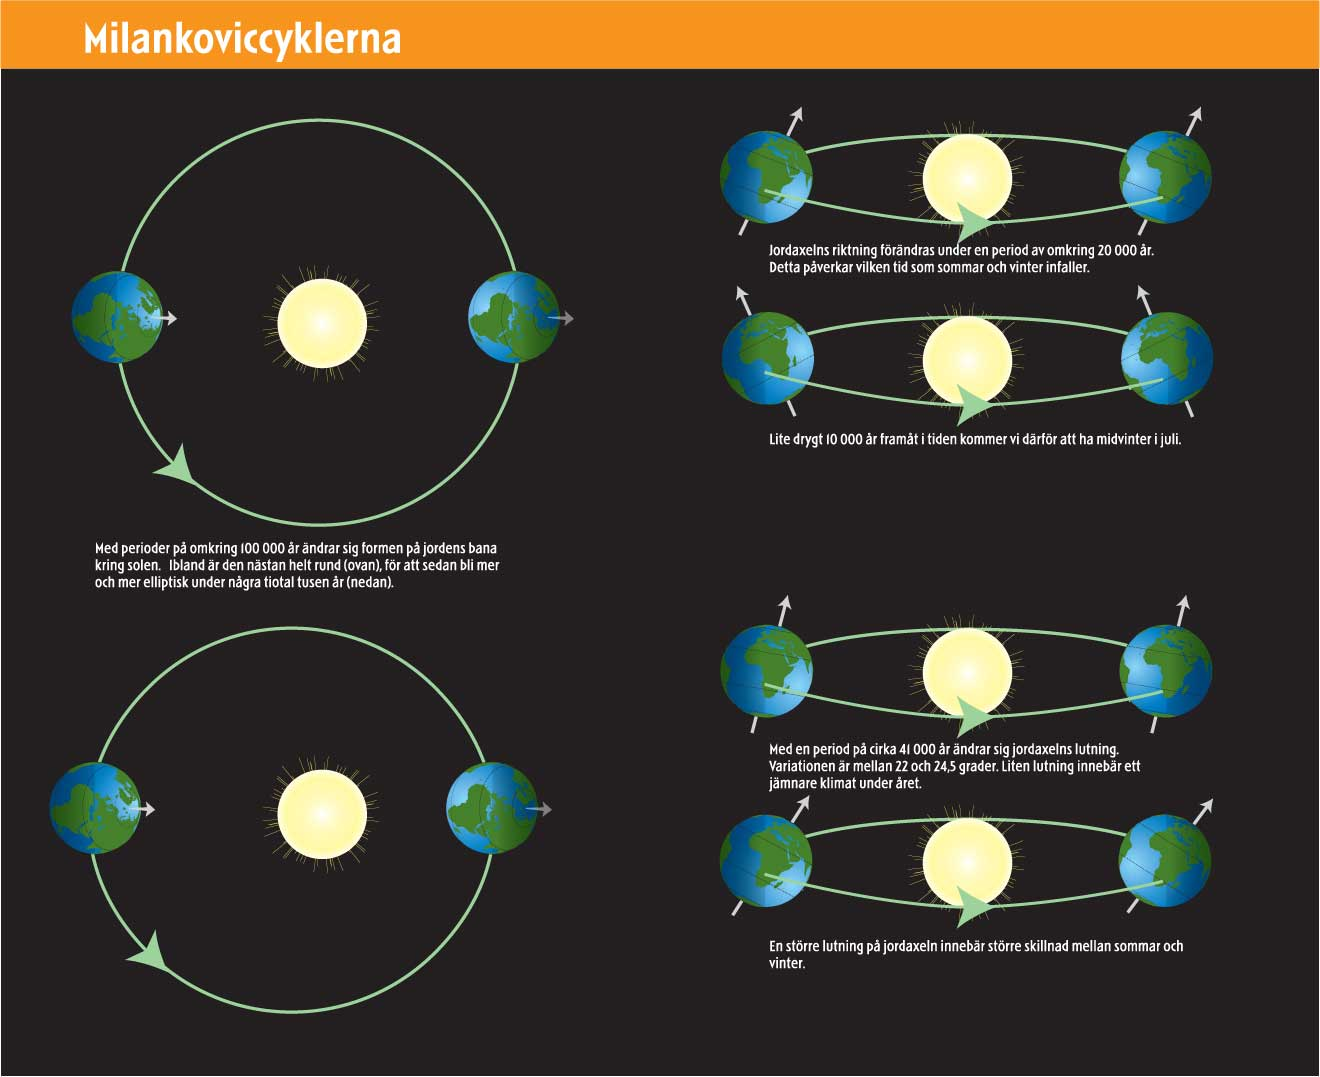 Milankoviccyklerna
Med perioder på omkring 100 000 år ändrar sig formen på jordens bana
kring solen. Ibland är den nästan helt rund (ovan), för att sedan bli mer
och mer elliptisk under några tiotal tusen år (nedan).
Jordaxelns riktning förändras under en period av omkring 20 000 år.
Detta påverkar vilken tid som sommar och vinter infaller.
Lite drygt 10 000 år framåt i tiden kommer vi därför att ha midvinter i juli.
Med en period på cirka 41 000 år ändrar sig jordaxelns lutning.
Variationen är mellan 22 och 24,5 grader. Liten lutning innebär ett
jämnare klimat under året.
En större lutning på jordaxeln innebär större skillnad mellan sommar och
vinter.